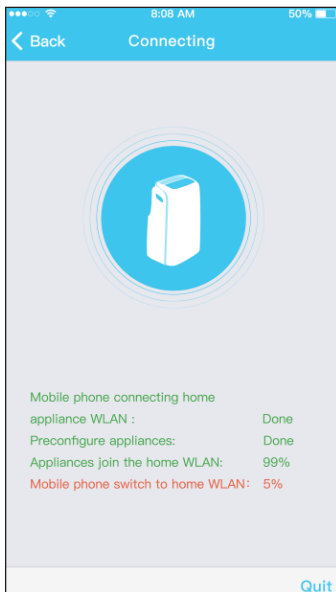 8:08 AM
50%
Back
Connecting
Mobile phone connecting home
appliance WLAN : Done
Preconfigure appliances: Done
Appliances join the home WLAN: 99%
Mobile phone switch to home WLAN: 5%
Quit